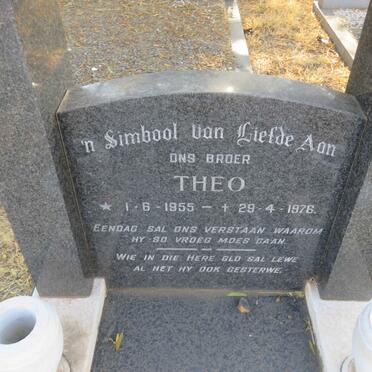 'n Simbool van Liefde Aan
ONS BROER
THEO
★ 1-6-1955 - + 29-4-1976.
EENDAG SAL ONS VERSTAAN WAAROM
HY SO VROEG MOES GAAN.
WIE IN DIE HERE GLO SAL LEWE
AL HET HY OOK GESTERWE.